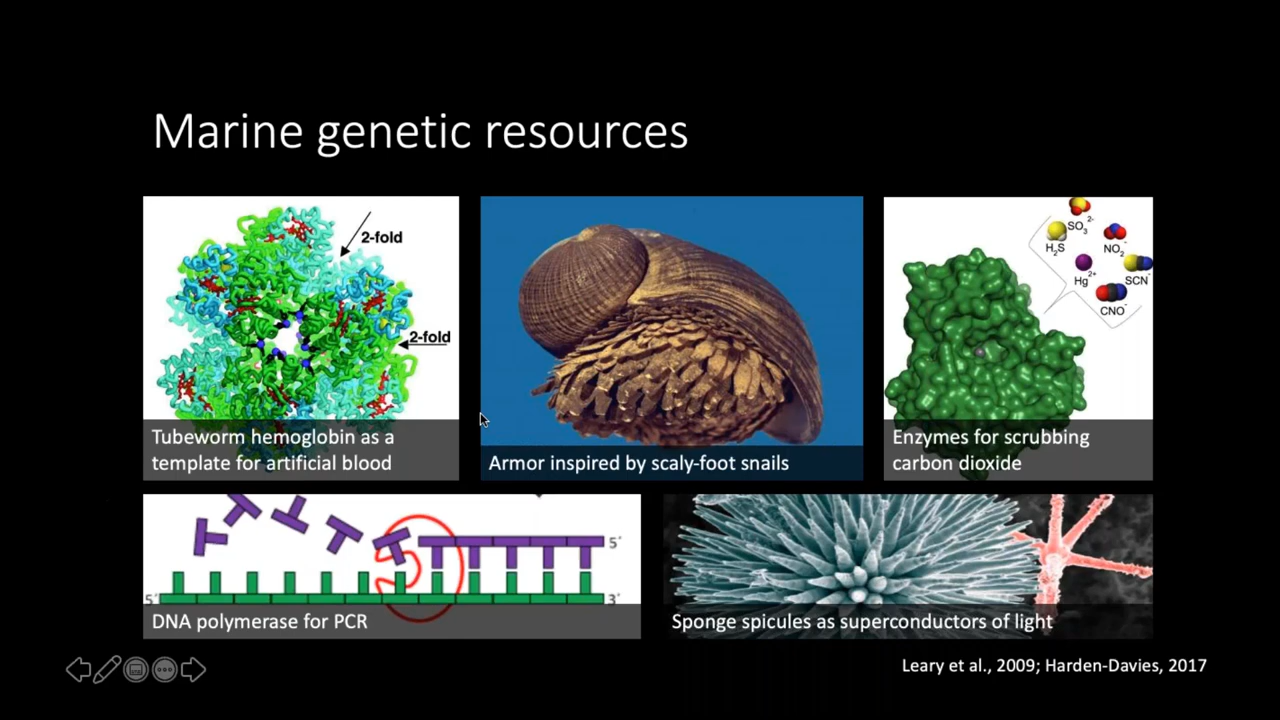 Marine genetic resources
2-fold
2-fold
Tubeworm hemoglobin as a
template for artificial blood
Armor inspired by scaly-foot snails
SO₃²⁻
H₂S
NO₂⁻
Hg²⁺
SCN⁻
CNO⁻
Enzymes for scrubbing
carbon dioxide
5′
5′
3′
DNA polymerase for PCR
Sponge spicules as superconductors of light
Leary et al., 2009; Harden-Davies, 2017